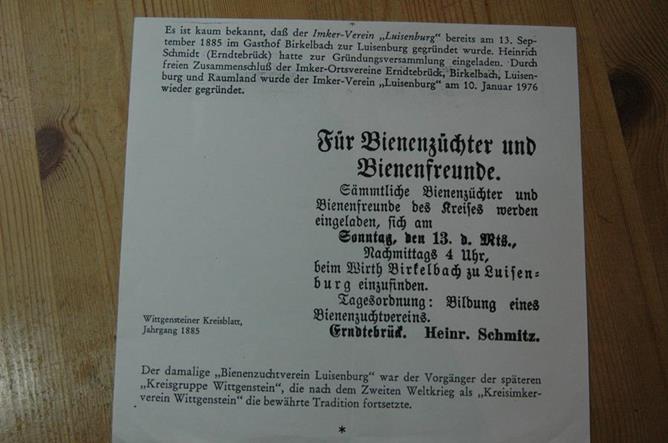 Es ist kaum bekannt, daß der Imker-Verein „Luisenburg" bereits am 13. Sep-
tember 1885 im Gasthof Birkelbach zur Luisenburg gegründet wurde. Heinrich
Schmidt (Erndtebrück) hatte zur Gründungsversammlung eingeladen. Durch
freien Zusammenschluß der Imker-Ortsvereine Erndtebrück, Birkelbach, Luisen-
burg und Raumland wurde der Imker-Verein „Luisenburg" am 10. Januar 1976
wieder gegründet.
Für Bienenzüchter und
Bienenfreunde.
Sämmtliche Bienenzüchter und
Bienenfreunde des Kreises werden
eingeladen, sich am
Sonntag, den 13. d. Mts.,
Nachmittags 4 Uhr,
beim Wirth Birkelbach zu Luisen-
burg einzufinden.
Tagesordnung: Bildung eines
Bienenzuchtvereins.
Erndtebrück. Heinr. Schmitz.
Wittgensteiner Kreisblatt,
Jahrgang 1885
Der damalige „Bienenzuchtverein Luisenburg" war der Vorgänger der späteren
„Kreisgruppe Wittgenstein", die nach dem Zweiten Weltkrieg als „Kreisimker-
verein Wittgenstein" die bewährte Tradition fortsetzte.
*